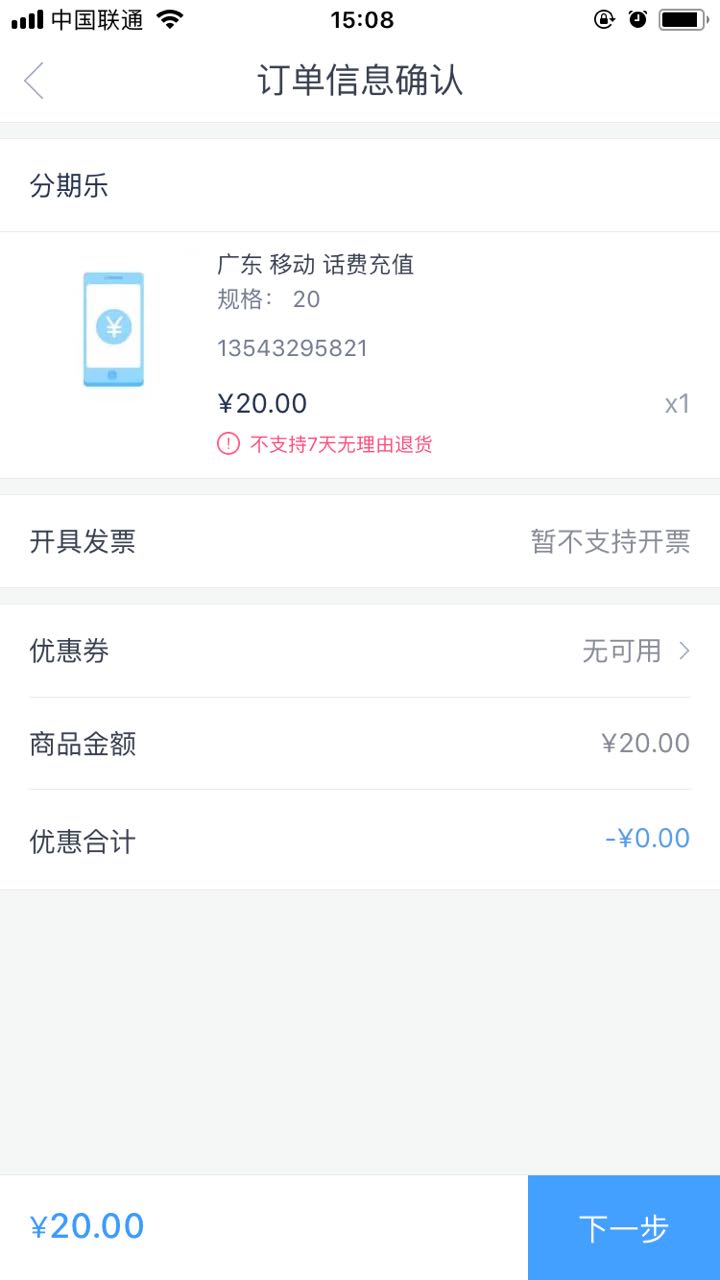 中国联通
15:08
订单信息确认
分期乐
广东 移动 话费充值
规格: 20
13543295821
¥20.00
x1
不支持7天无理由退货
开具发票
暂不支持开票
优惠券
无可用
商品金额
¥20.00
优惠合计
-¥0.00
¥20.00
下一步